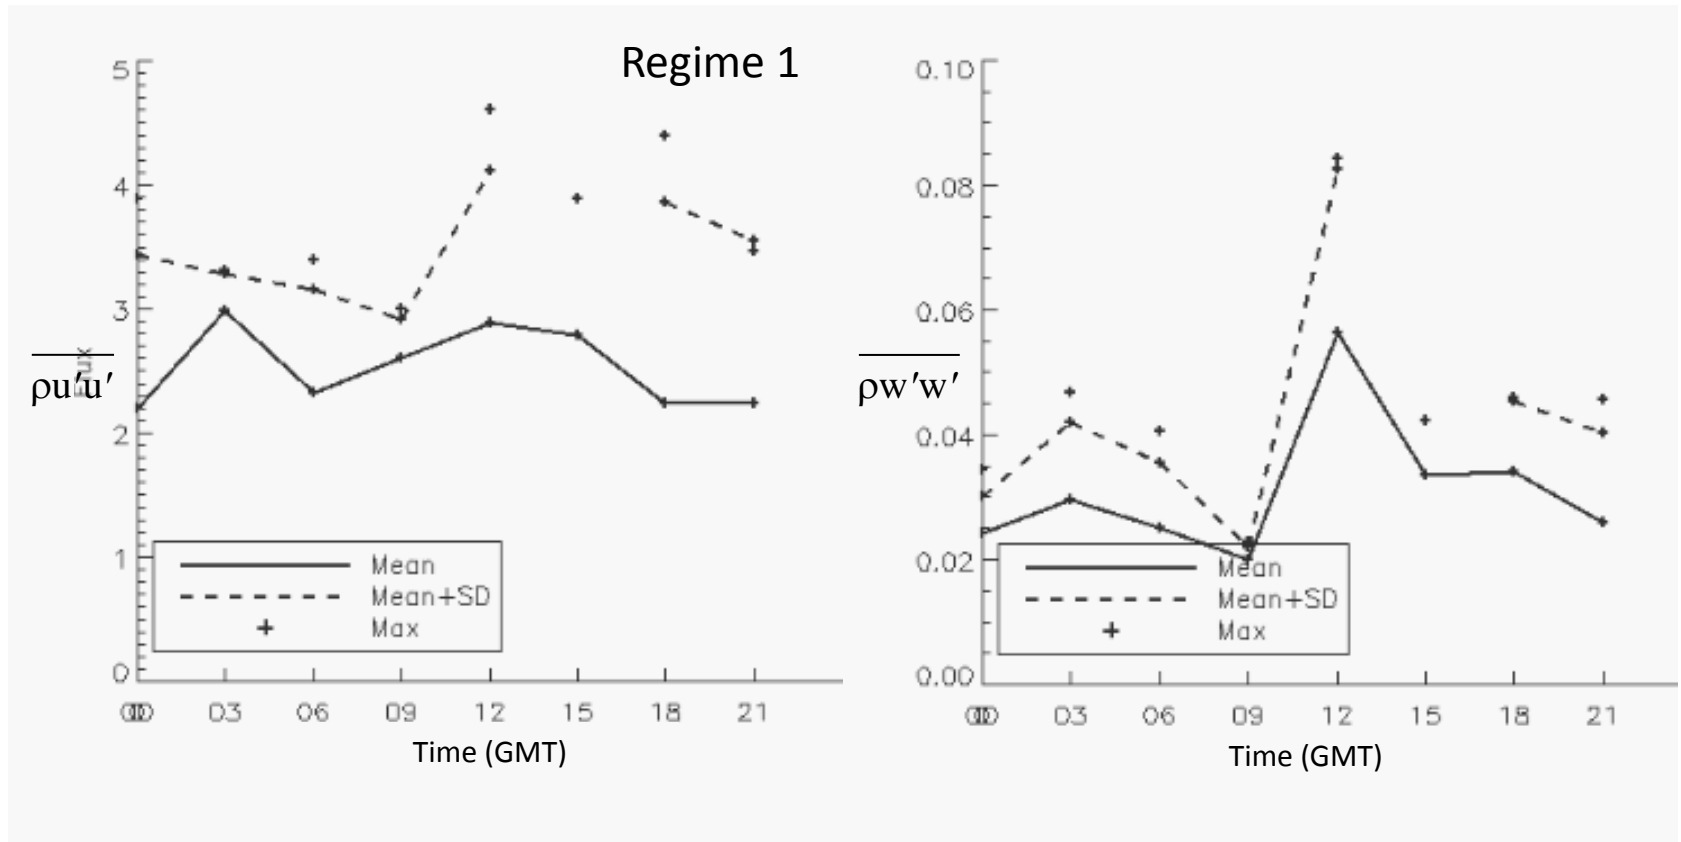 Regime 1
5
4
3
2
1
0
Flux
ρu′u′
Mean
Mean+SD
Max
00 03 06 09 12 15 18 21
Time (GMT)
0.10
0.08
0.06
0.04
0.02
0.00
ρw′w′
Mean
Mean+SD
Max
00 03 06 09 12 15 18 21
Time (GMT)